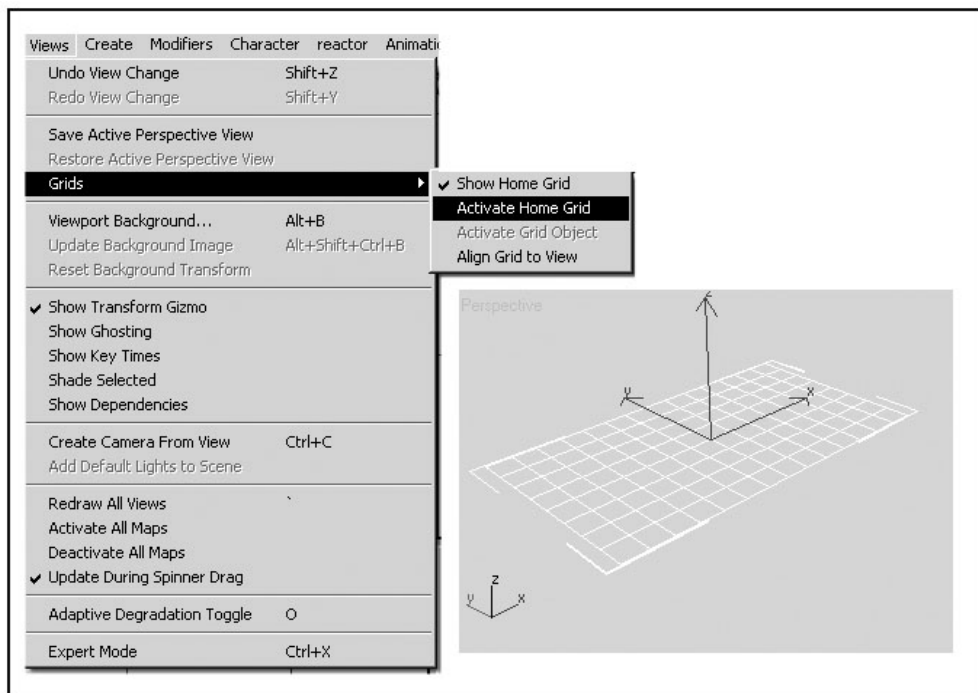 Views Create Modifiers Character reactor
Undo View Change Shift+Z
Redo View Change Shift+Y
Save Active Perspective View
Restore Active Perspective View
Grids
Show Home Grid
Activate Home Grid
Activate Grid Object
Align Grid to View
Viewport Background... Alt+B
Update Background Image Alt+Shift+Ctrl+B
Reset Background Transform
Show Transform Gizmo
Show Ghosting
Show Key Times
Shade Selected
Show Dependencies
Create Camera From View Ctrl+C
Add Default Lights to Scene
Redraw All Views `
Activate All Maps
Deactivate All Maps
Update During Spinner Drag
Adaptive Degradation Toggle O
Expert Mode Ctrl+X
Perspective
z
y x
z
y x